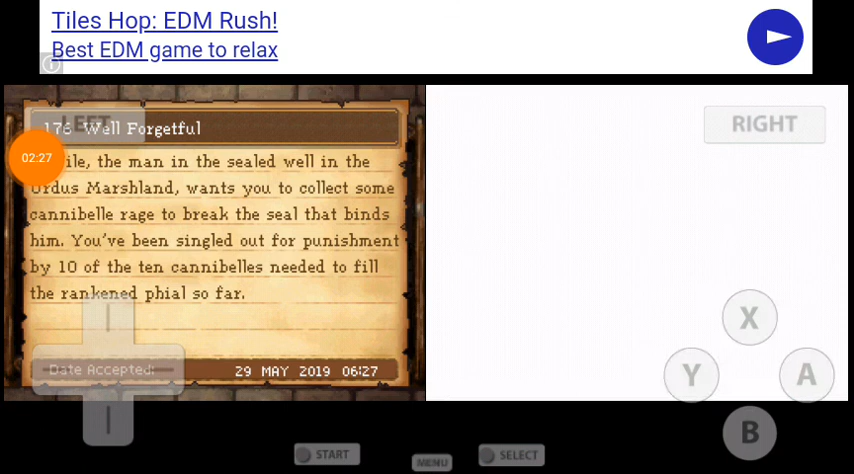 Tiles Hop: EDM Rush!
Best EDM game to relax
LEFT
RIGHT
176 Well Forgetful
02:27
ile, the man in the sealed well in the
Urdus Marshland, wants you to collect some
cannibelle rage to break the seal that binds
him. You've been singled out for punishment
by 10 of the ten cannibelles needed to fill
the rankened phial so far.
Date Accepted: 29 MAY 2019 06:27
X
Y
A
B
START
MENU
SELECT